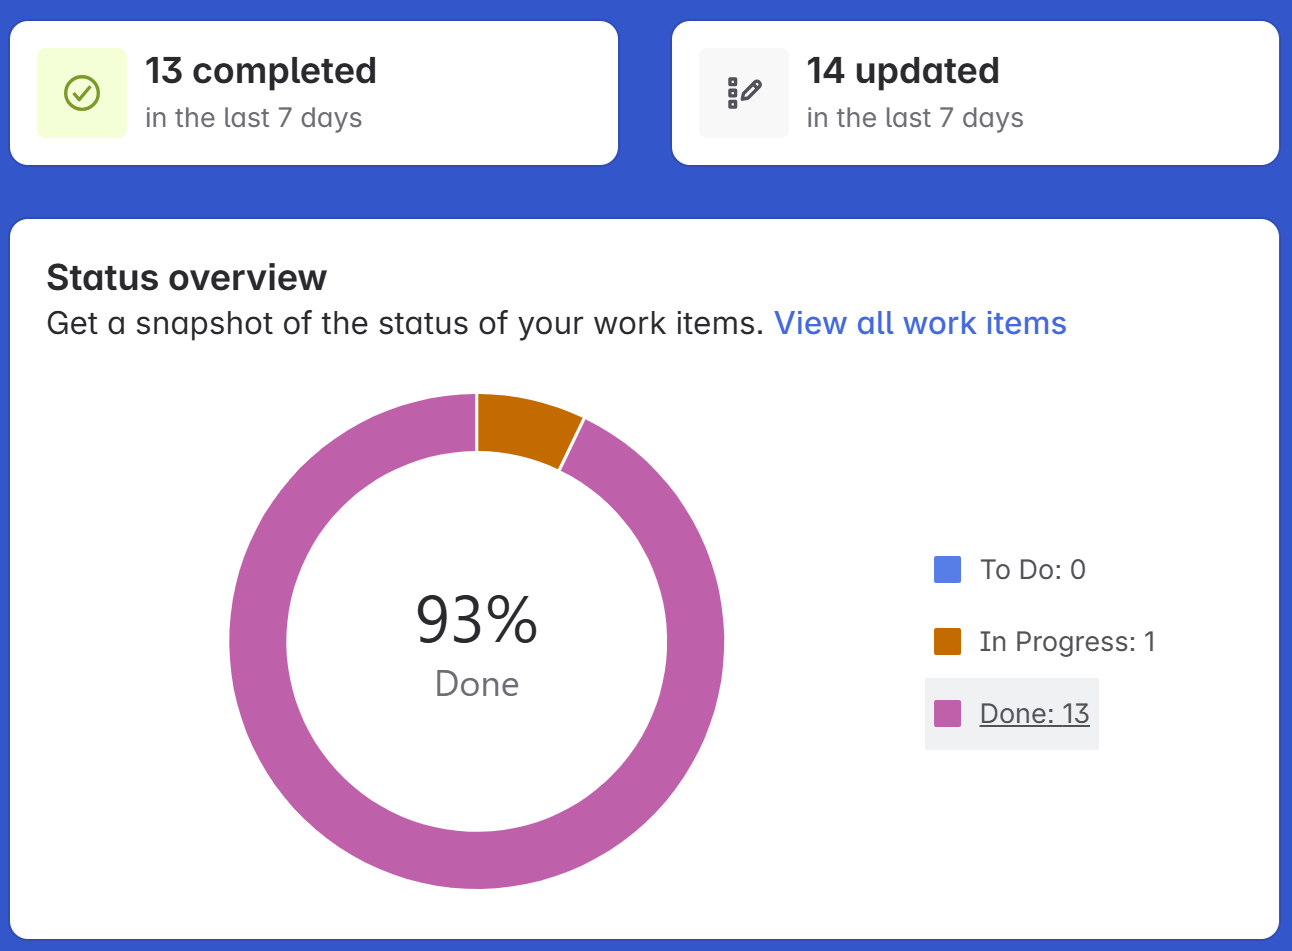 13 completed
in the last 7 days
14 updated
in the last 7 days
Status overview
Get a snapshot of the status of your work items. View all work items
93%
Done
To Do: 0
In Progress: 1
Done: 13